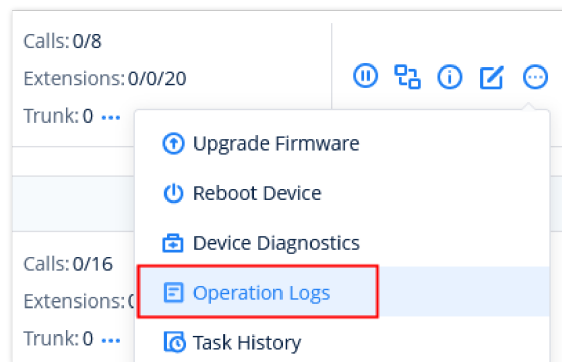 Calls: 0/8
Extensions: 0/0/20
Trunk: 0 •••
Upgrade Firmware
Reboot Device
Device Diagnostics
Operation Logs
Task History
Calls: 0/16
Extensions:
Trunk: 0 •••